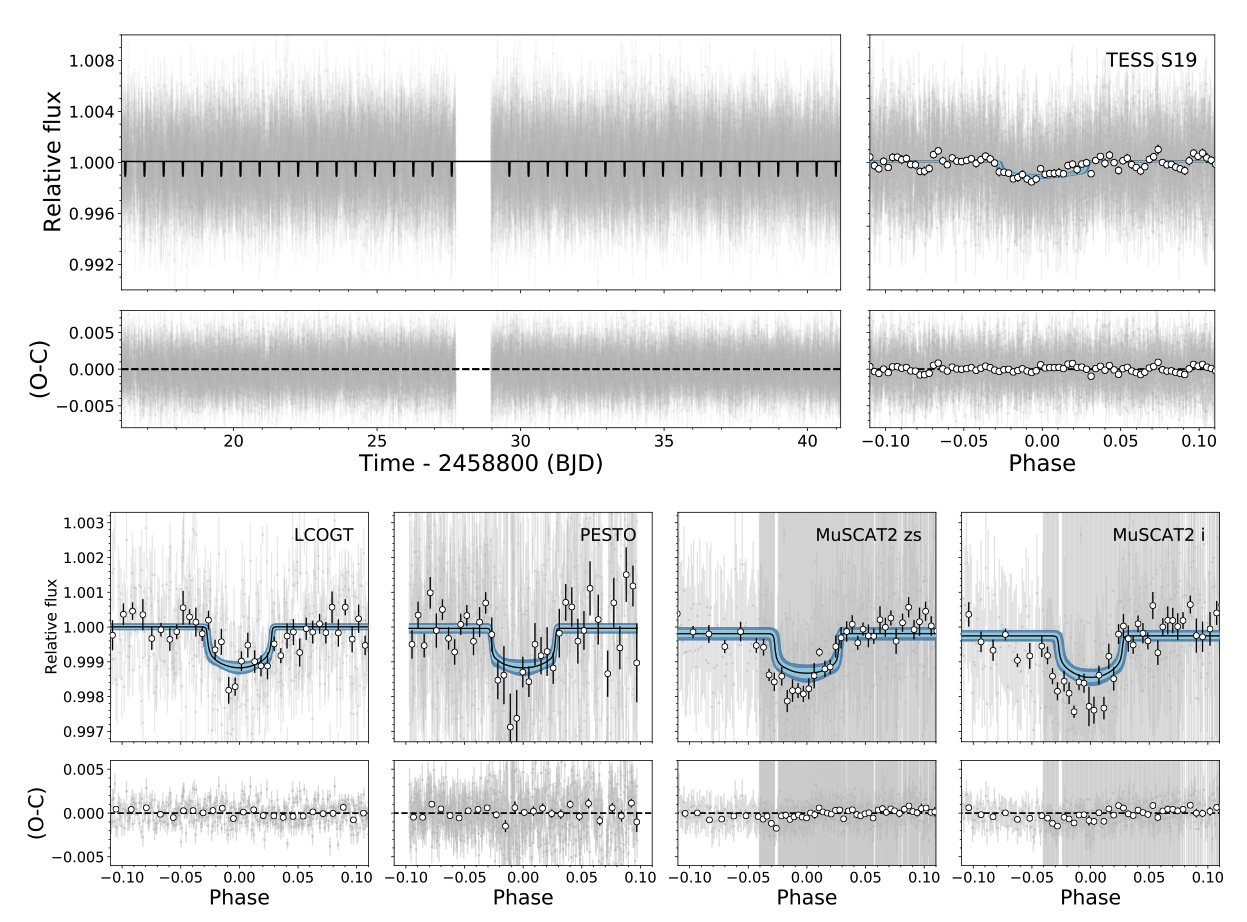 TESS S19
Relative flux
1.008
1.004
1.000
0.996
0.992
(O-C)
0.005
0.000
−0.005
20 25 30 35 40
Time - 2458800 (BJD)
−0.10 −0.05 0.00 0.05 0.10
Phase
LCOGT PESTO MuSCAT2 zs MuSCAT2 i
Relative flux
1.003
1.002
1.001
1.000
0.999
0.998
0.997
(O-C)
0.005
0.000
−0.005
−0.10 −0.05 0.00 0.05 0.10 −0.10 −0.05 0.00 0.05 0.10 −0.10 −0.05 0.00 0.05 0.10 −0.10 −0.05 0.00 0.05 0.10
Phase Phase Phase Phase